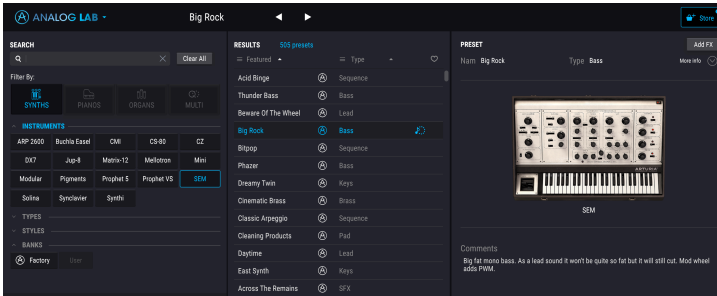 ANALOG LAB
Big Rock
Store
SEARCH
Clear All
Filter By:
SYNTHS PIANOS ORGANS MULTI
INSTRUMENTS
ARP 2600 Buchla Easel CMI CS-80 CZ
DX7 Jup-8 Matrix-12 Mellotron Mini
Modular Pigments Prophet 5 Prophet VS SEM
Solina Synclavier Synthi
TYPES
STYLES
BANKS
Factory User
RESULTS 505 presets
Featured Type
Acid Binge Sequence
Thunder Bass Bass
Beware Of The Wheel Lead
Big Rock Bass
Bitpop Sequence
Phazer Bass
Dreamy Twin Keys
Cinematic Brass Brass
Classic Arpeggio Sequence
Cleaning Products Pad
Daytime Lead
East Synth Keys
Across The Remains SFX
PRESET Add FX
Nam Big Rock Type Bass More info
ARTURIA
SEM
Comments
Big fat mono bass. As a lead sound it won't be quite so fat but it will still cut. Mod wheel
adds PWM.